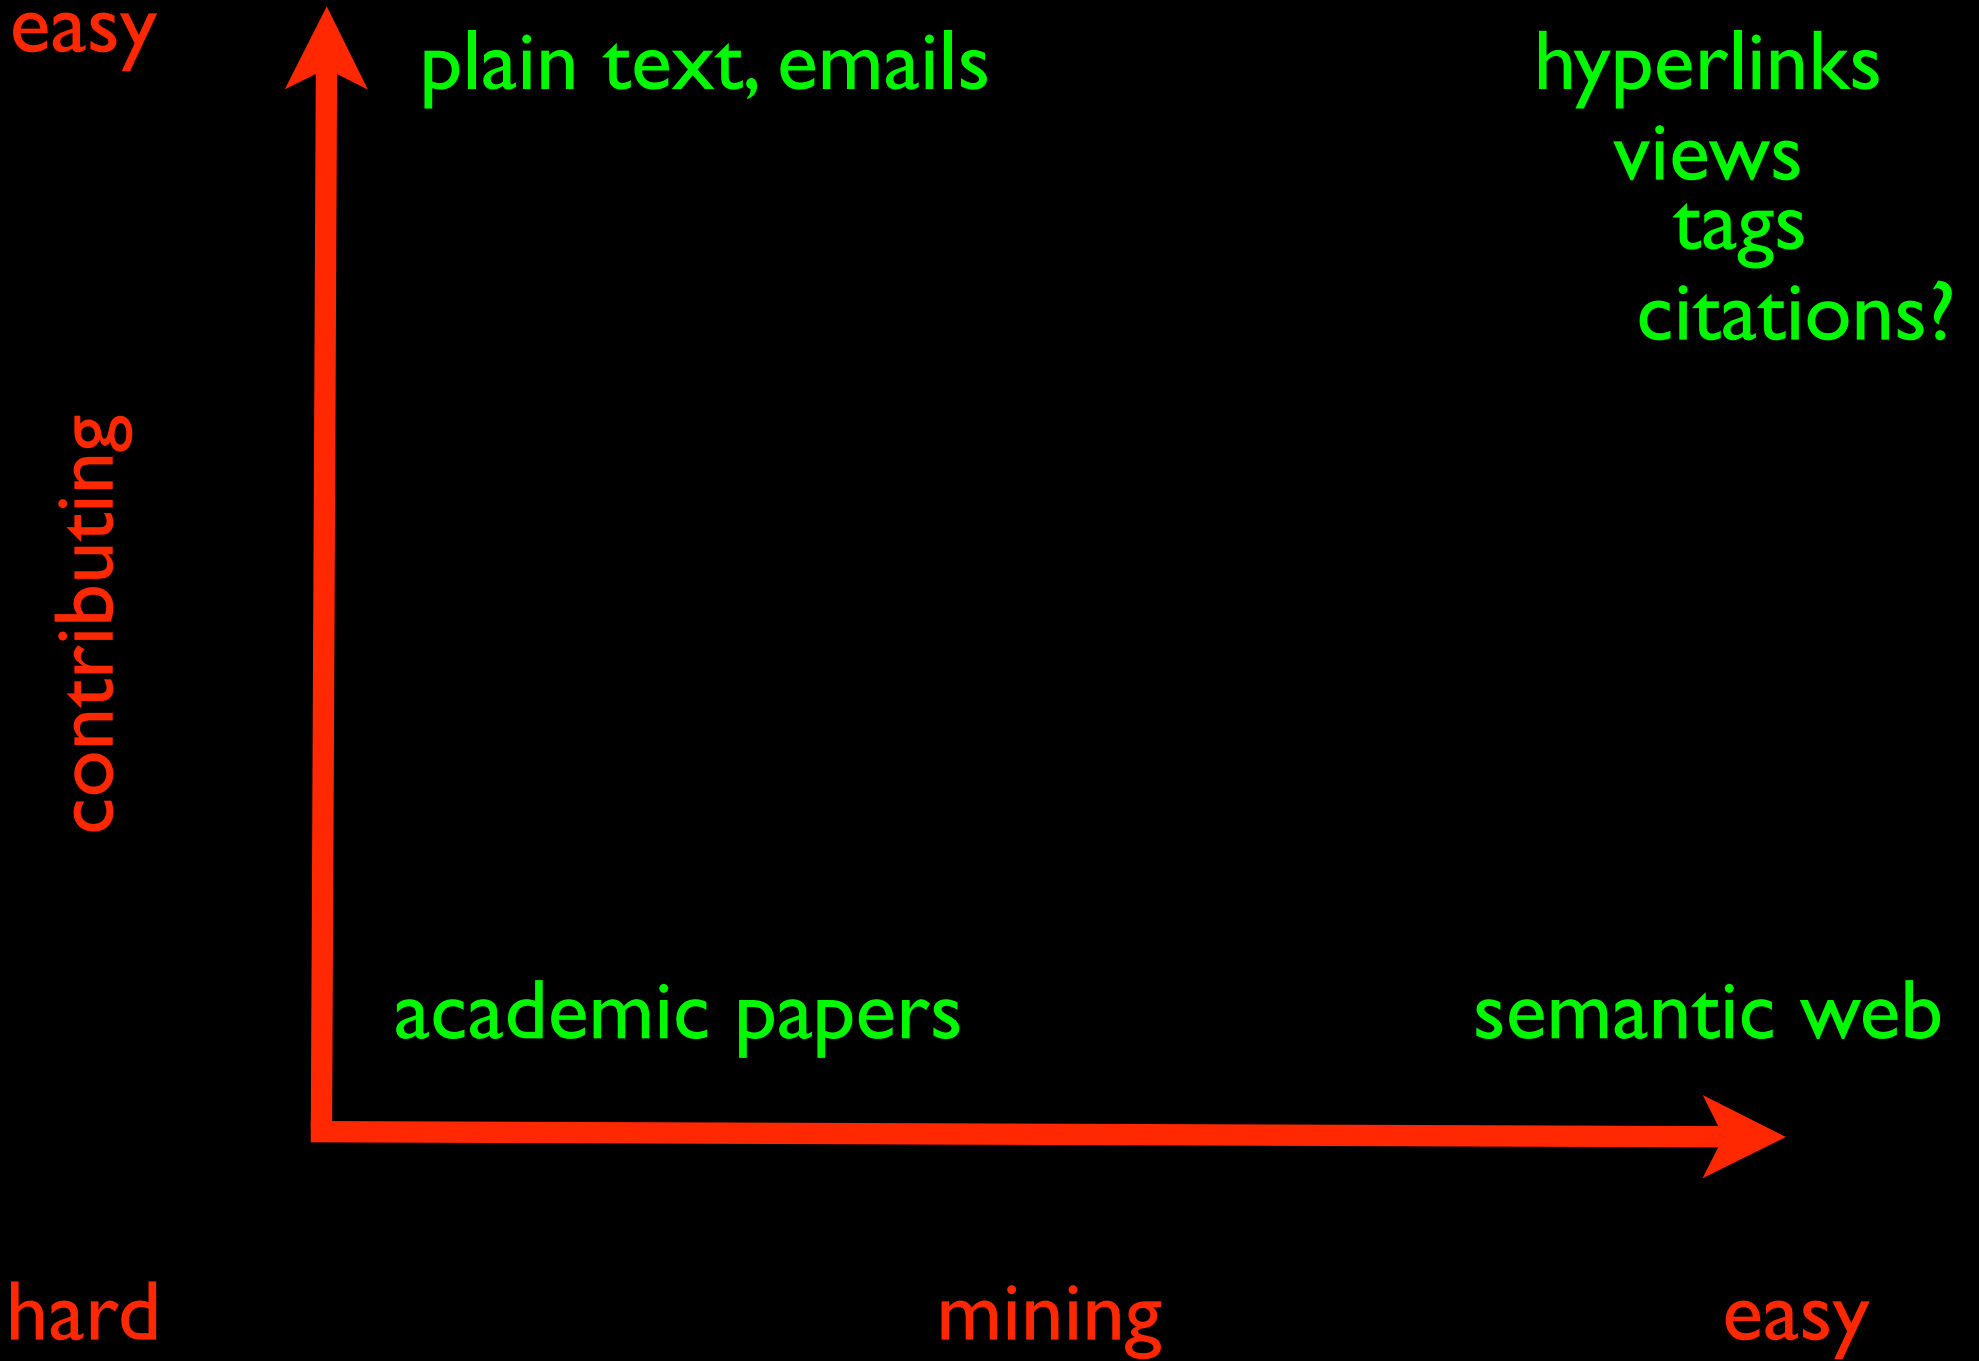 easy
plain text, emails
hyperlinks
views
tags
citations?
contributing
academic papers
semantic web
hard
mining
easy